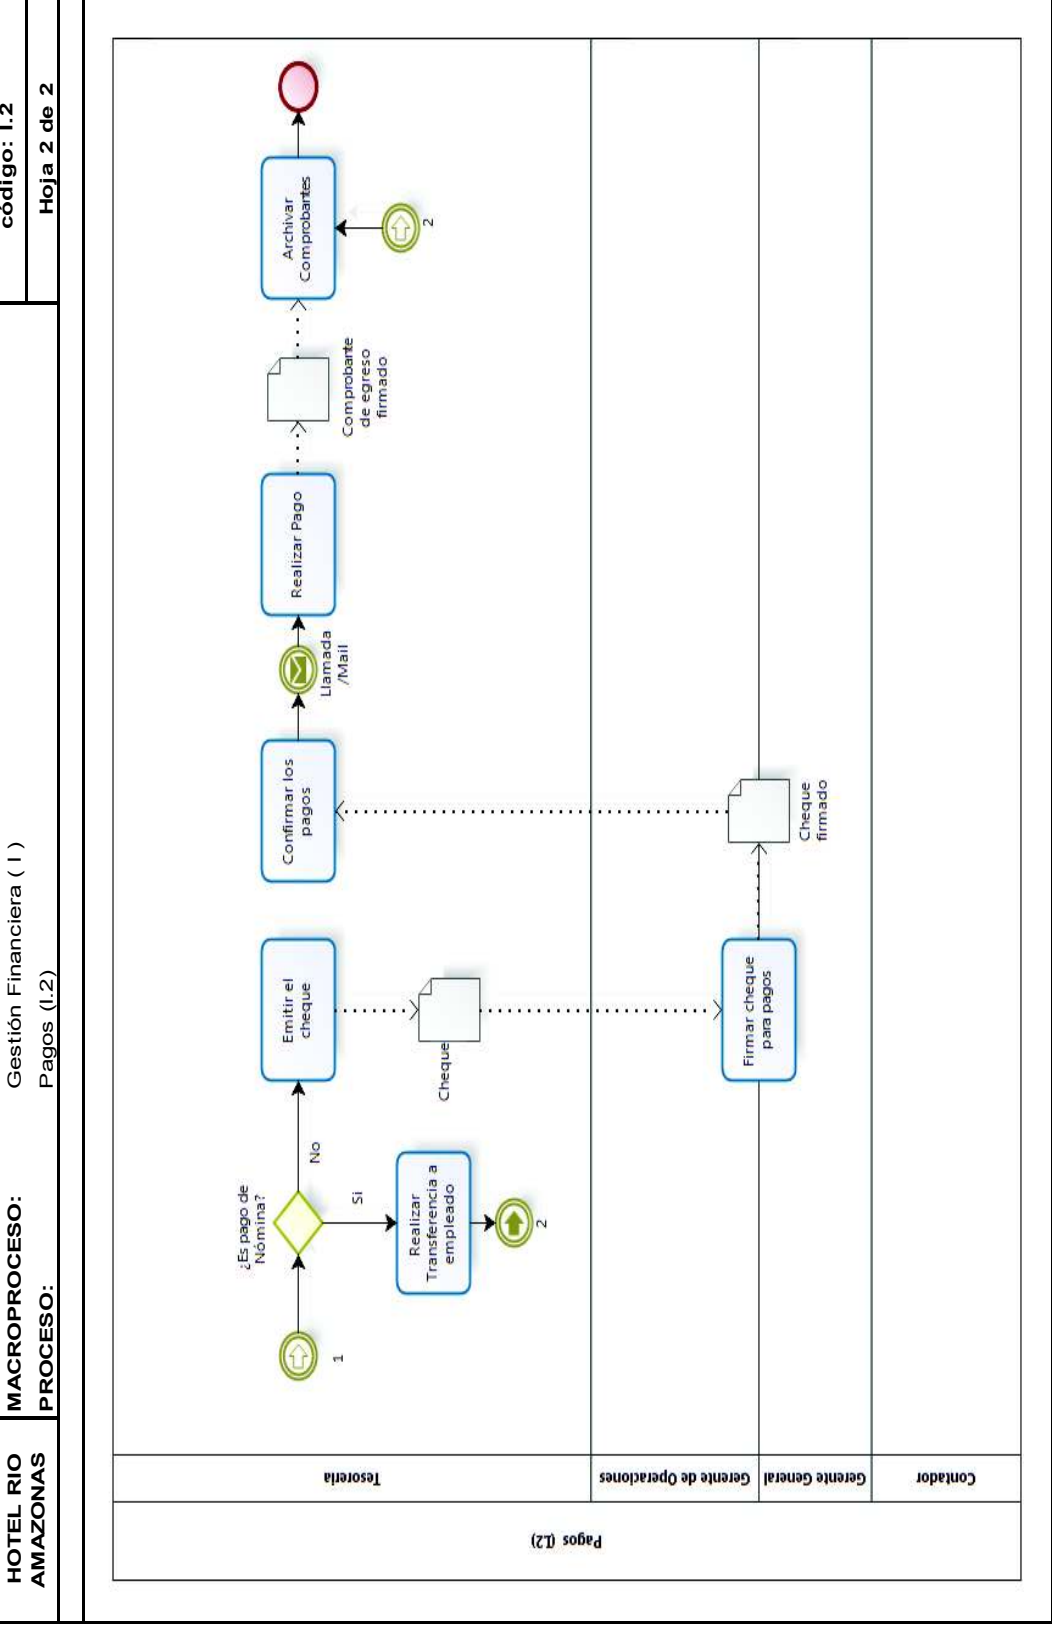 HOTEL RIO
AMAZONAS
MACROPROCESO:
Gestión Financiera ( I )
código: I.2
PROCESO:
Pagos (I.2)
Hoja 2 de 2
Pagos (I.2)
Tesorería
Gerente de Operaciones
Gerente General
Contador
1
¿Es pago de
Nómina?
No
Si
Realizar
Transferencia a
empleado
2
Emitir el
cheque
Cheque
Firmar cheque
para pagos
Cheque
firmado
Confirmar los
pagos
Llamada
/Mail
Realizar Pago
Comprobante
de egreso
firmado
Archivar
Comprobantes
2